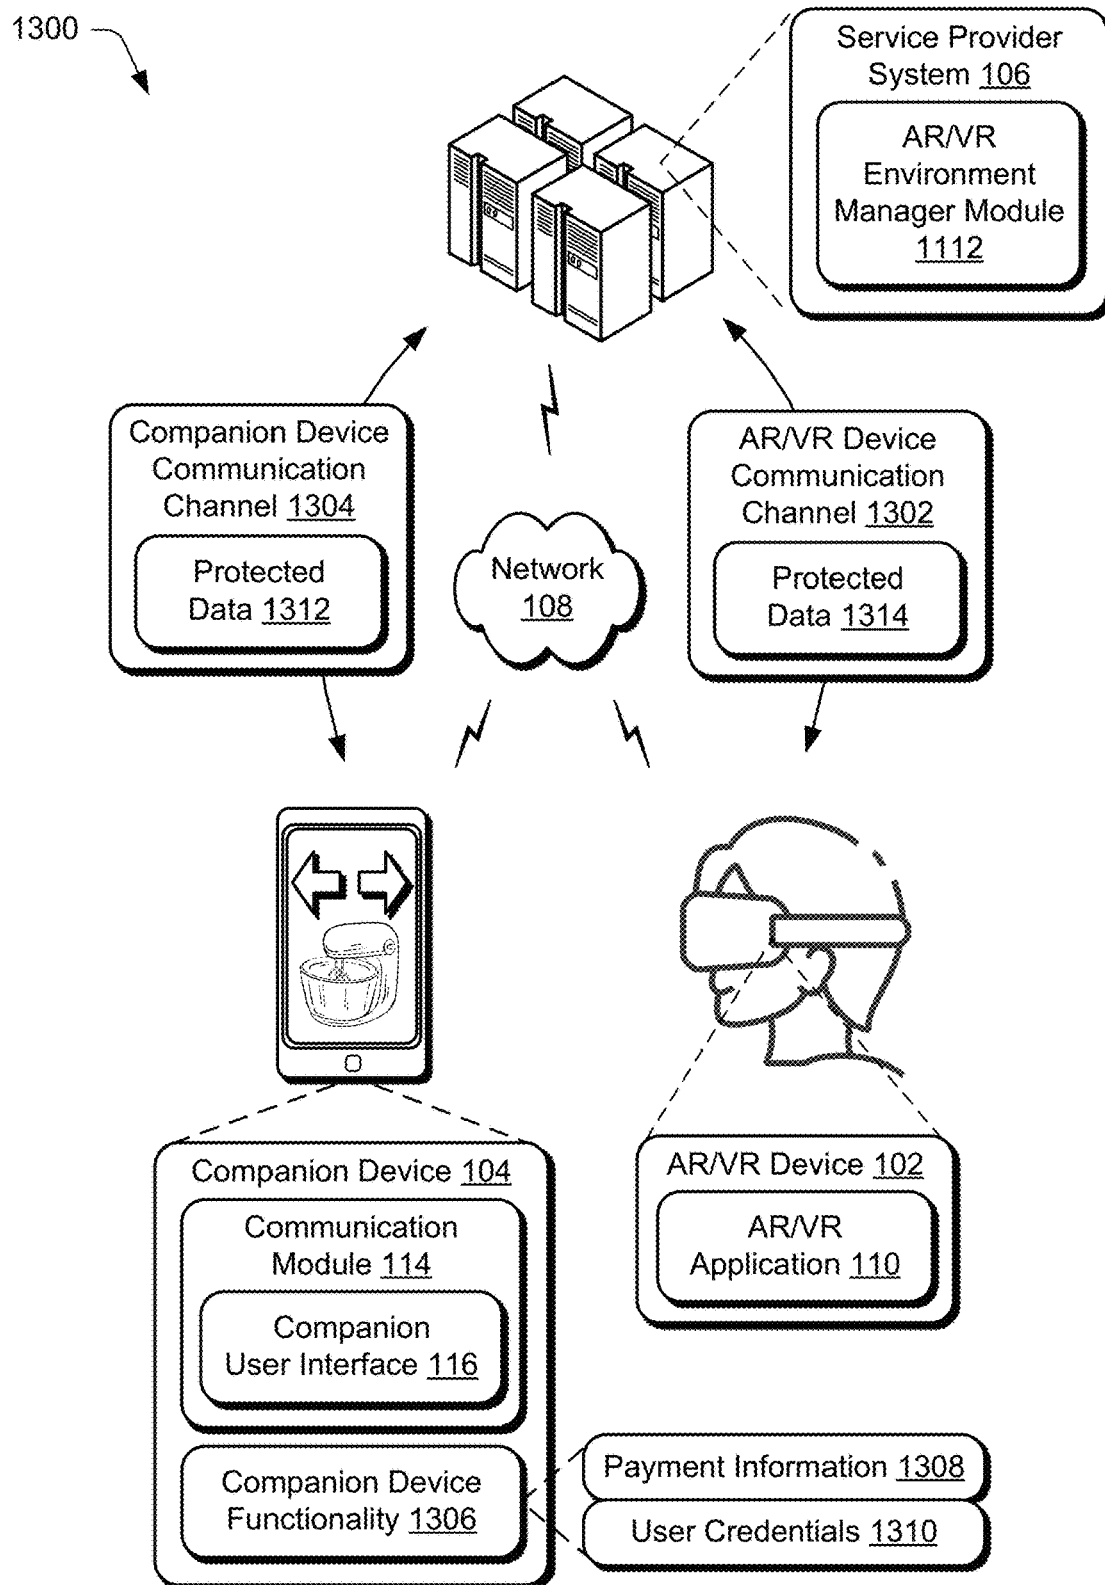 1300
Service Provider
System 106
AR/VR
Environment
Manager Module
1112
Companion Device
Communication
Channel 1304
Protected
Data 1312
AR/VR Device
Communication
Channel 1302
Protected
Data 1314
Network
108
Companion Device 104
Communication
Module 114
Companion
User Interface 116
Companion Device
Functionality 1306
AR/VR Device 102
AR/VR
Application 110
Payment Information 1308
User Credentials 1310